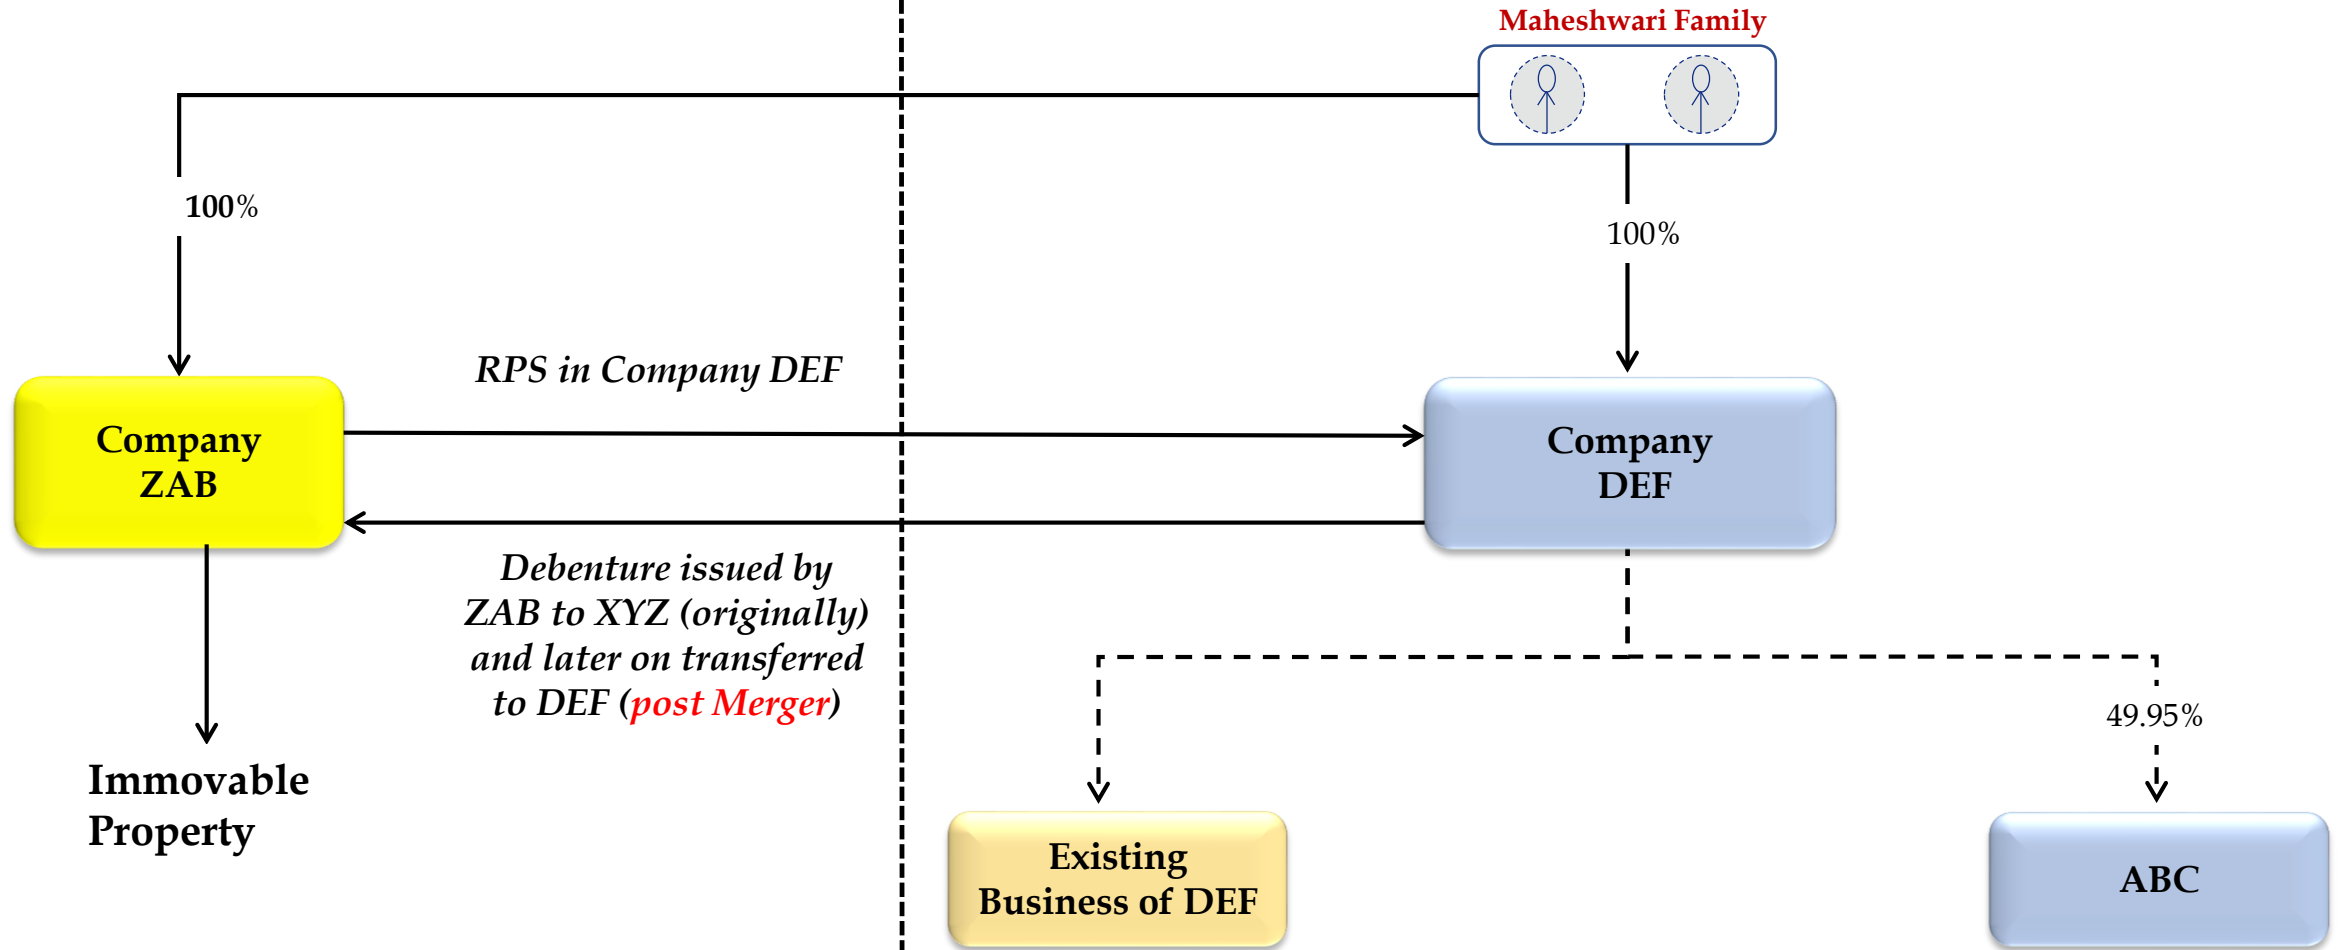 Maheshwari Family
100%
100%
RPS in Company DEF
Company
ZAB
Company
DEF
Debenture issued by
ZAB to XYZ (originally)
and later on transferred
to DEF (post Merger)
49.95%
Immovable
Property
Existing
Business of DEF
ABC